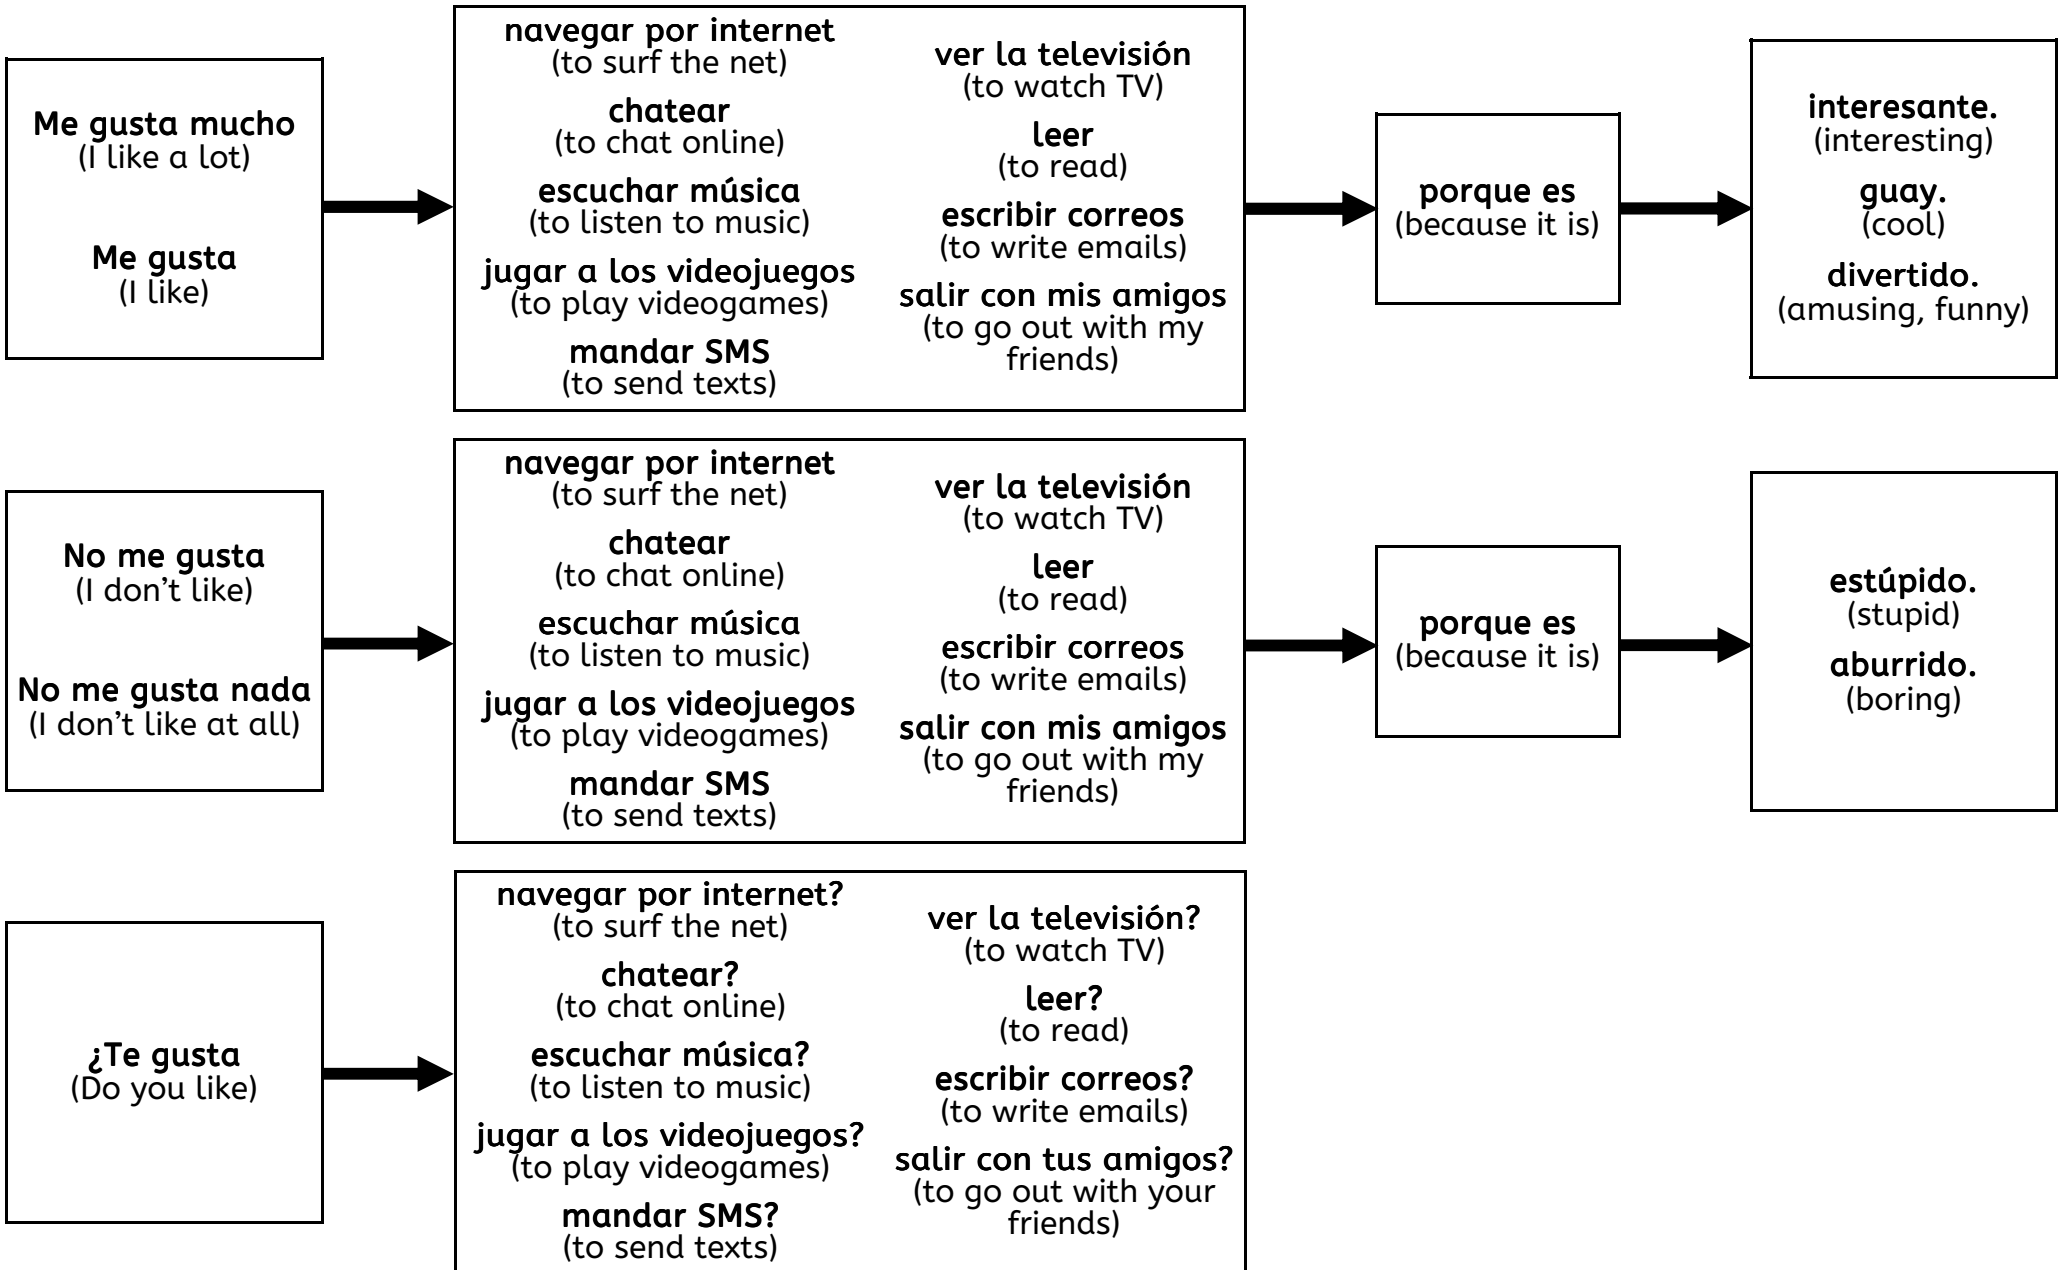 Me gusta mucho
(I like a lot)
Me gusta
(I like)
navegar por internet
(to surf the net)
chatear
(to chat online)
escuchar música
(to listen to music)
jugar a los videojuegos
(to play videogames)
mandar SMS
(to send texts)
ver la televisión
(to watch TV)
leer
(to read)
escribir correos
(to write emails)
salir con mis amigos
(to go out with my
friends)
porque es
(because it is)
interesante.
(interesting)
guay.
(cool)
divertido.
(amusing, funny)
No me gusta
(I don't like)
No me gusta nada
(I don't like at all)
navegar por internet
(to surf the net)
chatear
(to chat online)
escuchar música
(to listen to music)
jugar a los videojuegos
(to play videogames)
mandar SMS
(to send texts)
ver la televisión
(to watch TV)
leer
(to read)
escribir correos
(to write emails)
salir con mis amigos
(to go out with my
friends)
porque es
(because it is)
estúpido.
(stupid)
aburrido.
(boring)
¿Te gusta
(Do you like)
navegar por internet?
(to surf the net)
chatear?
(to chat online)
escuchar música?
(to listen to music)
jugar a los videojuegos?
(to play videogames)
mandar SMS?
(to send texts)
ver la televisión?
(to watch TV)
leer?
(to read)
escribir correos?
(to write emails)
salir con tus amigos?
(to go out with your
friends)